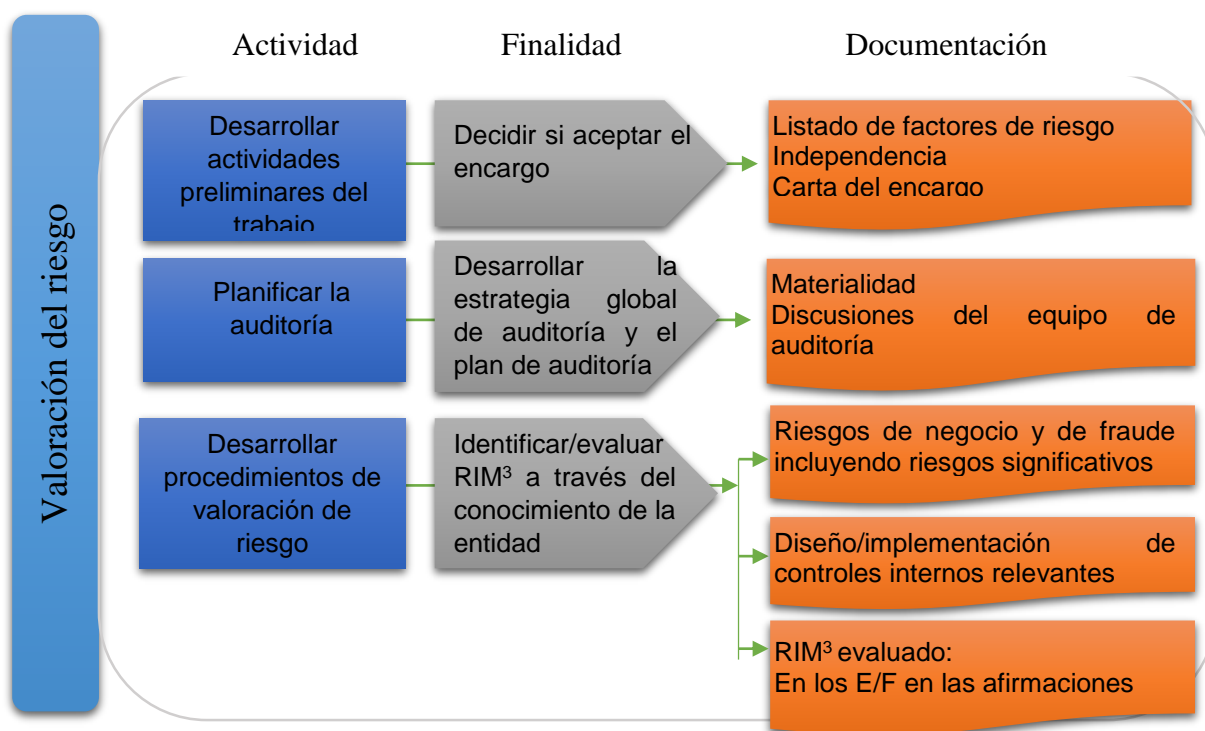 Valoración del riesgo
Actividad
Finalidad
Documentación
Desarrollar
actividades
preliminares del
trabajo
Decidir si aceptar el
encargo
Listado de factores de riesgo
Independencia
Carta del encargo
Planificar la
auditoría
Desarrollar la
estrategia global
de auditoría y el
plan de auditoría
Materialidad
Discusiones del equipo de
auditoría
Desarrollar
procedimientos de
valoración de
riesgo
Identificar/evaluar
RIM³ a través del
conocimiento de la
entidad
Riesgos de negocio y de fraude
incluyendo riesgos significativos
Diseño/implementación de
controles internos relevantes
RIM³ evaluado:
En los E/F en las afirmaciones